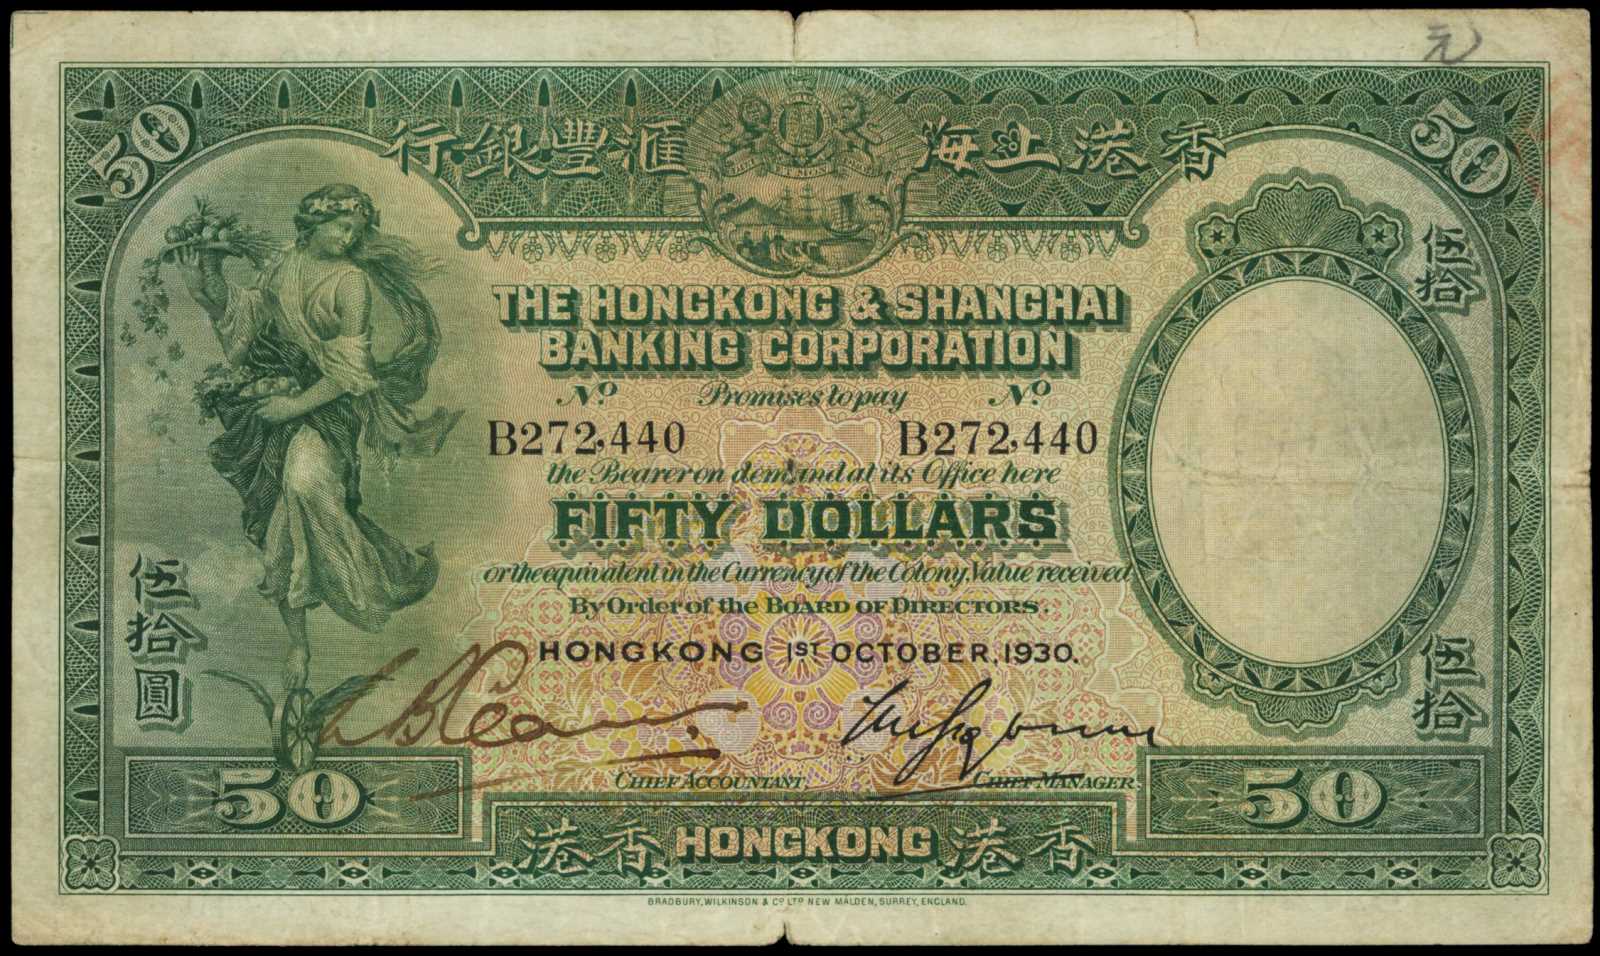 元
50
50
行銀豐滙 海上港香
伍拾
THE HONGKONG & SHANGHAI
BANKING CORPORATION
Nº Promises to pay Nº
B272,440 B272,440
the Bearer on demand at its Office here
FIFTY DOLLARS
or the equivalent in the Currency of the Colony, Value received
By Order of the BOARD OF DIRECTORS.
HONGKONG 1ST OCTOBER, 1930.
伍拾圓
伍拾
CHIEF ACCOUNTANT,
CHIEF MANAGER,
50
50
港香 HONGKONG 港香
BRADBURY, WILKINSON & Cº LTD NEW MALDEN, SURREY, ENGLAND.